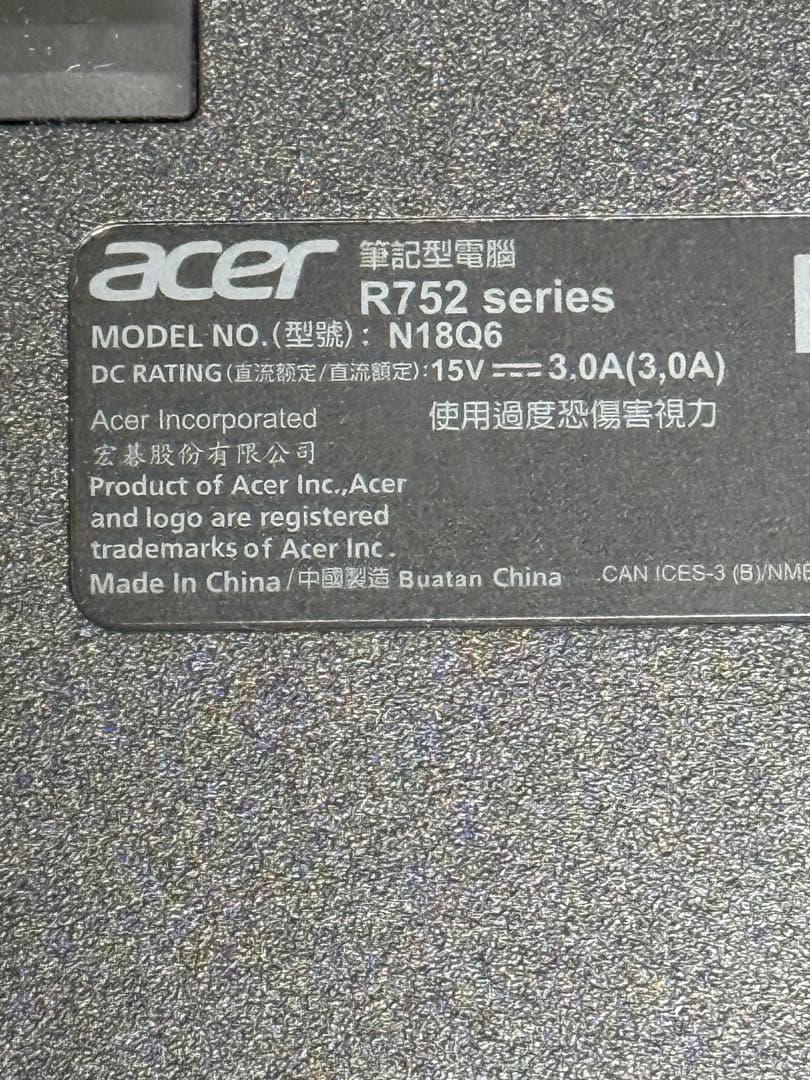 acer 筆記型電腦
R752 series
MODEL NO.(型號): N18Q6
DC RATING(直流额定/直流額定):15V 3.0A(3,0A)
Acer Incorporated 使用過度恐傷害視力
宏碁股份有限公司
Product of Acer Inc.,Acer
and logo are registered
trademarks of Acer Inc.
Made In China/中國製造 Buatan China CAN ICES-3 (B)/NMB